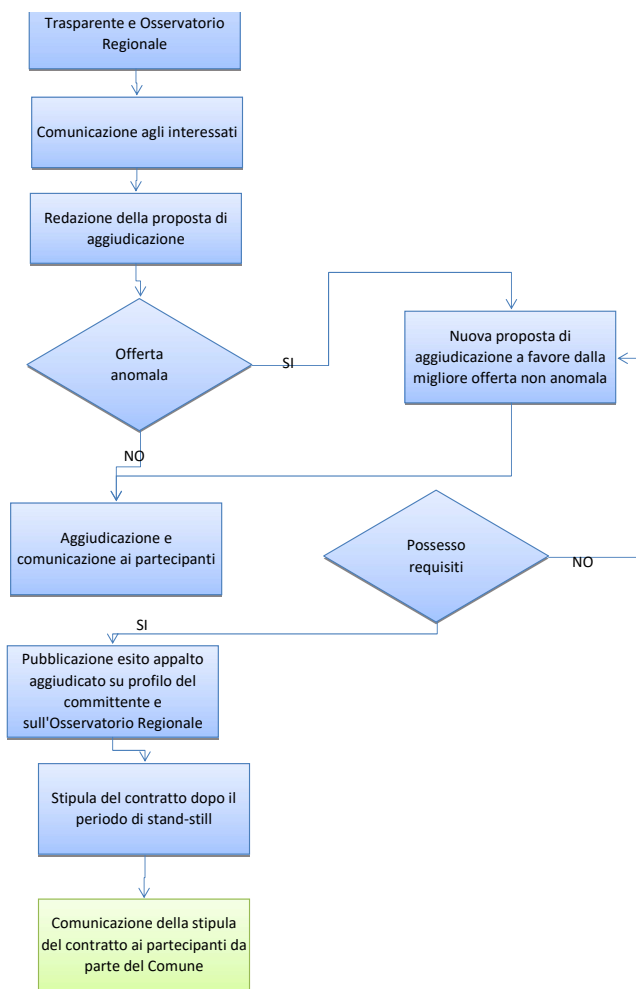 Trasparente e Osservatorio
Regionale
Comunicazione agli interessati
Redazione della proposta di
aggiudicazione
Offerta
anomala
SI
Nuova proposta di
aggiudicazione a favore dalla
migliore offerta non anomala
NO
Aggiudicazione e
comunicazione ai partecipanti
Possesso
requisiti
NO
SI
Pubblicazione esito appalto
aggiudicato su profilo del
committente e
sull'Osservatorio Regionale
Stipula del contratto dopo il
periodo di stand-still
Comunicazione della stipula
del contratto ai partecipanti da
parte del Comune